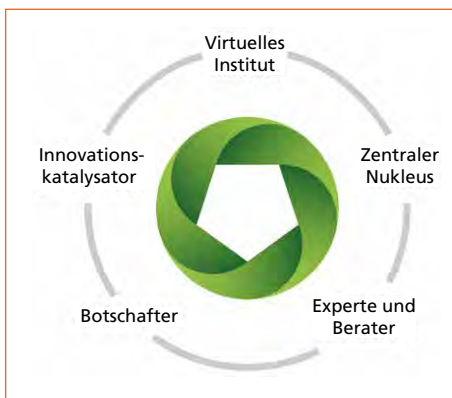 Virtuelles
Institut
Zentraler
Nukleus
Experte und
Berater
Botschafter
Innovations-
katalysator